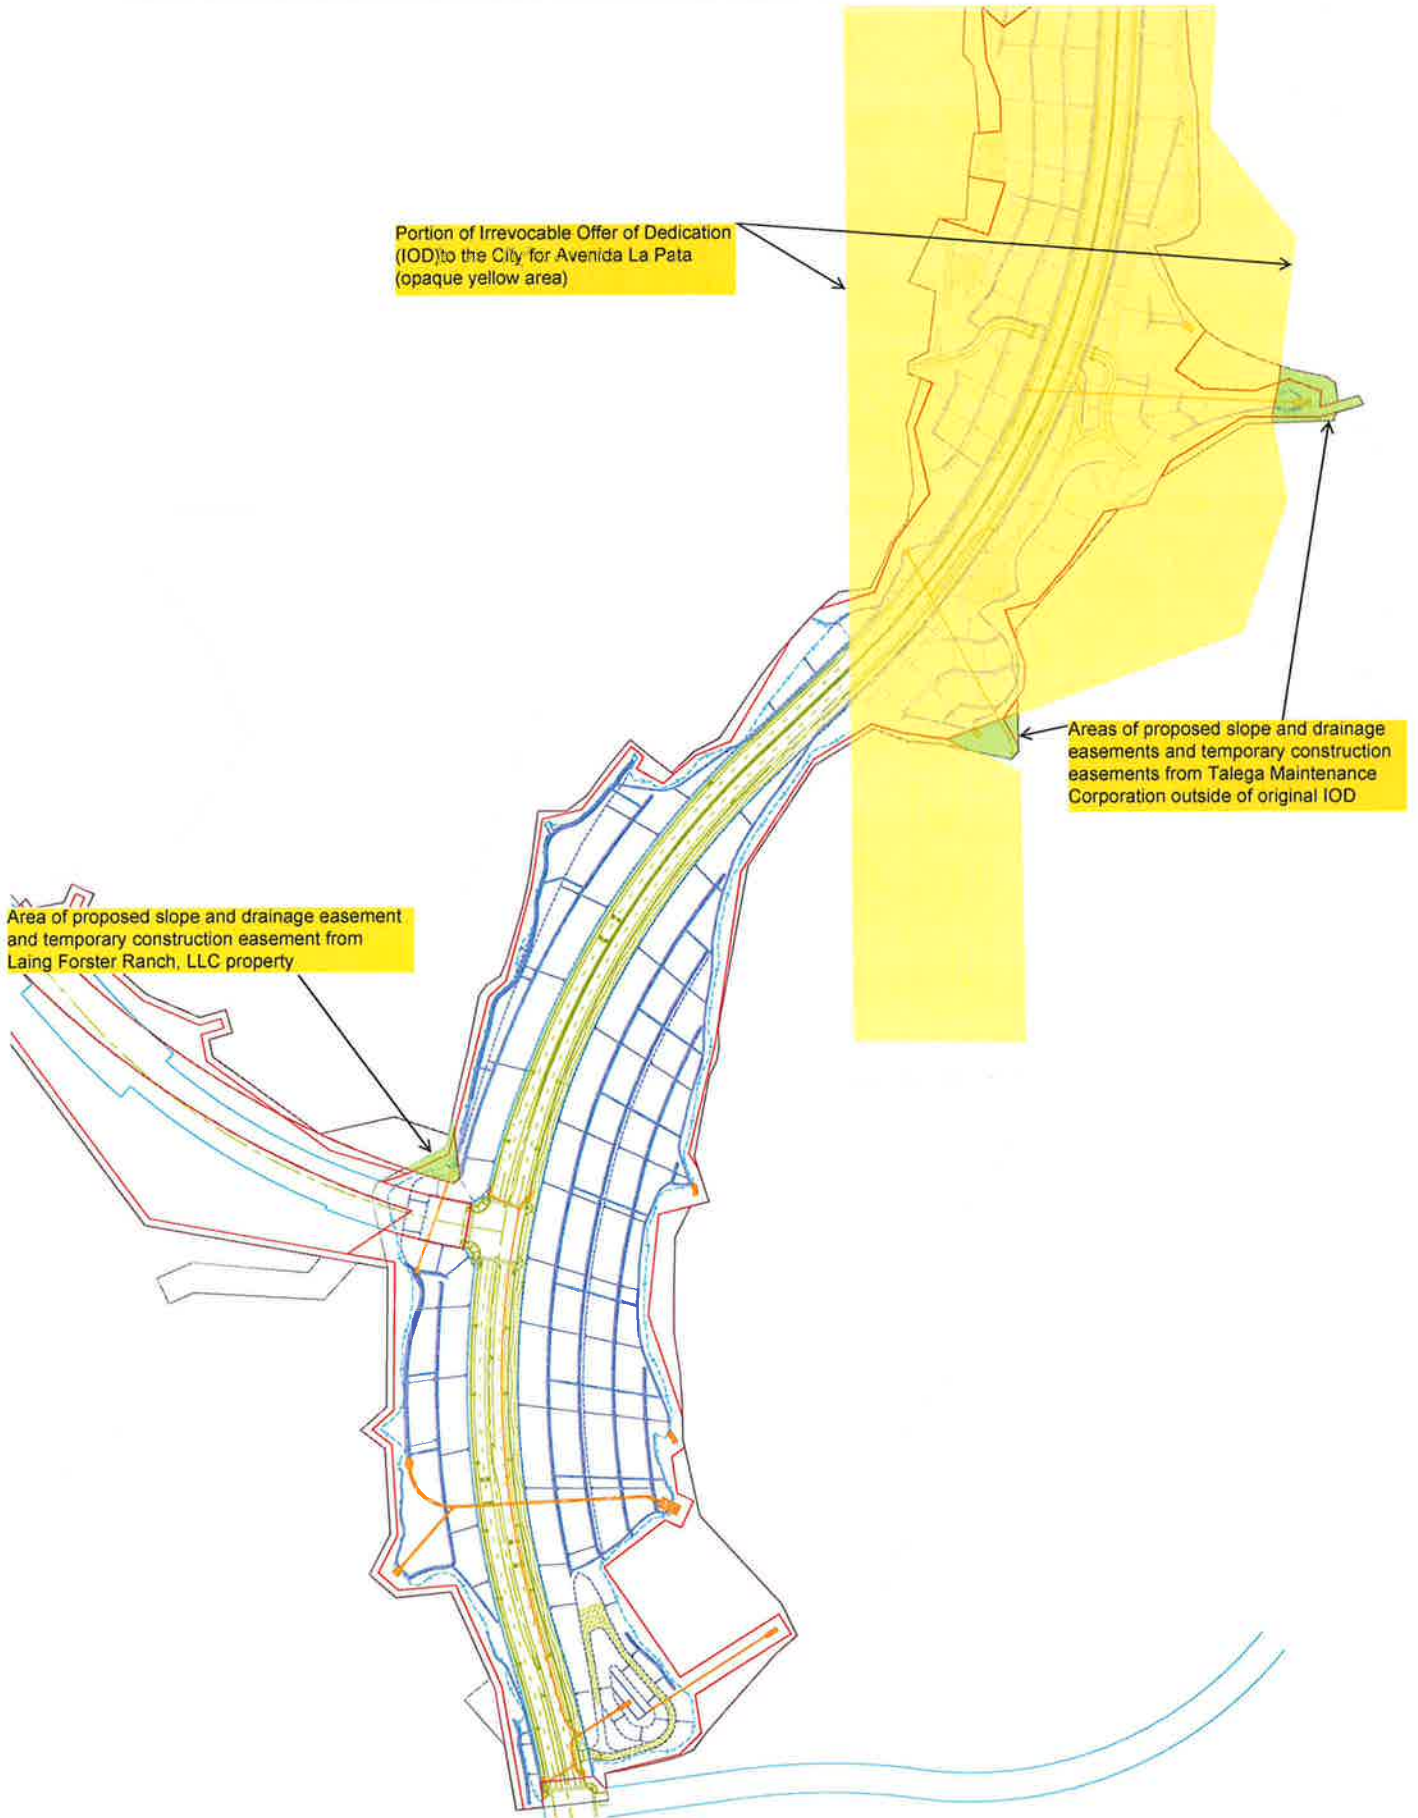 Portion of Irrevocable Offer of Dedication
(IOD)to the City for Avenida La Pata
(opaque yellow area)
Areas of proposed slope and drainage
easements and temporary construction
easements from Talega Maintenance
Corporation outside of original IOD
Area of proposed slope and drainage easement
and temporary construction easement from
Laing Forster Ranch, LLC property